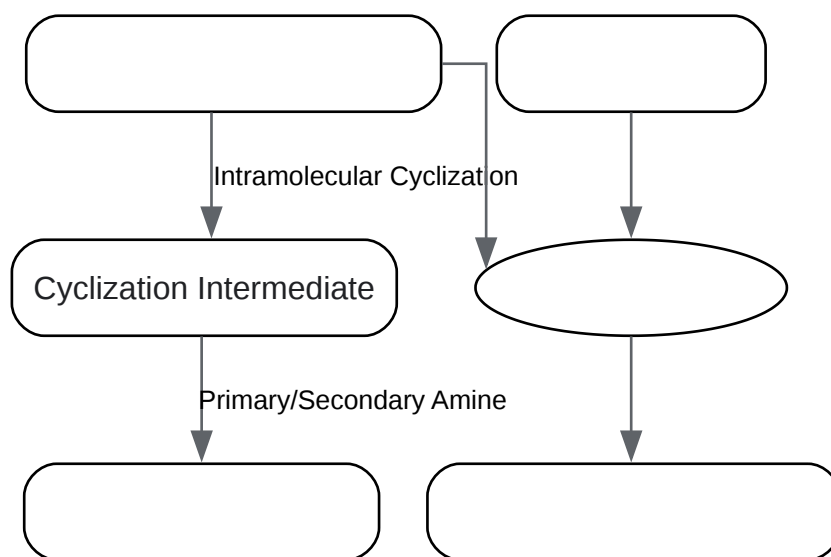 Intramolecular Cyclization
Cyclization Intermediate
Primary/Secondary Amine